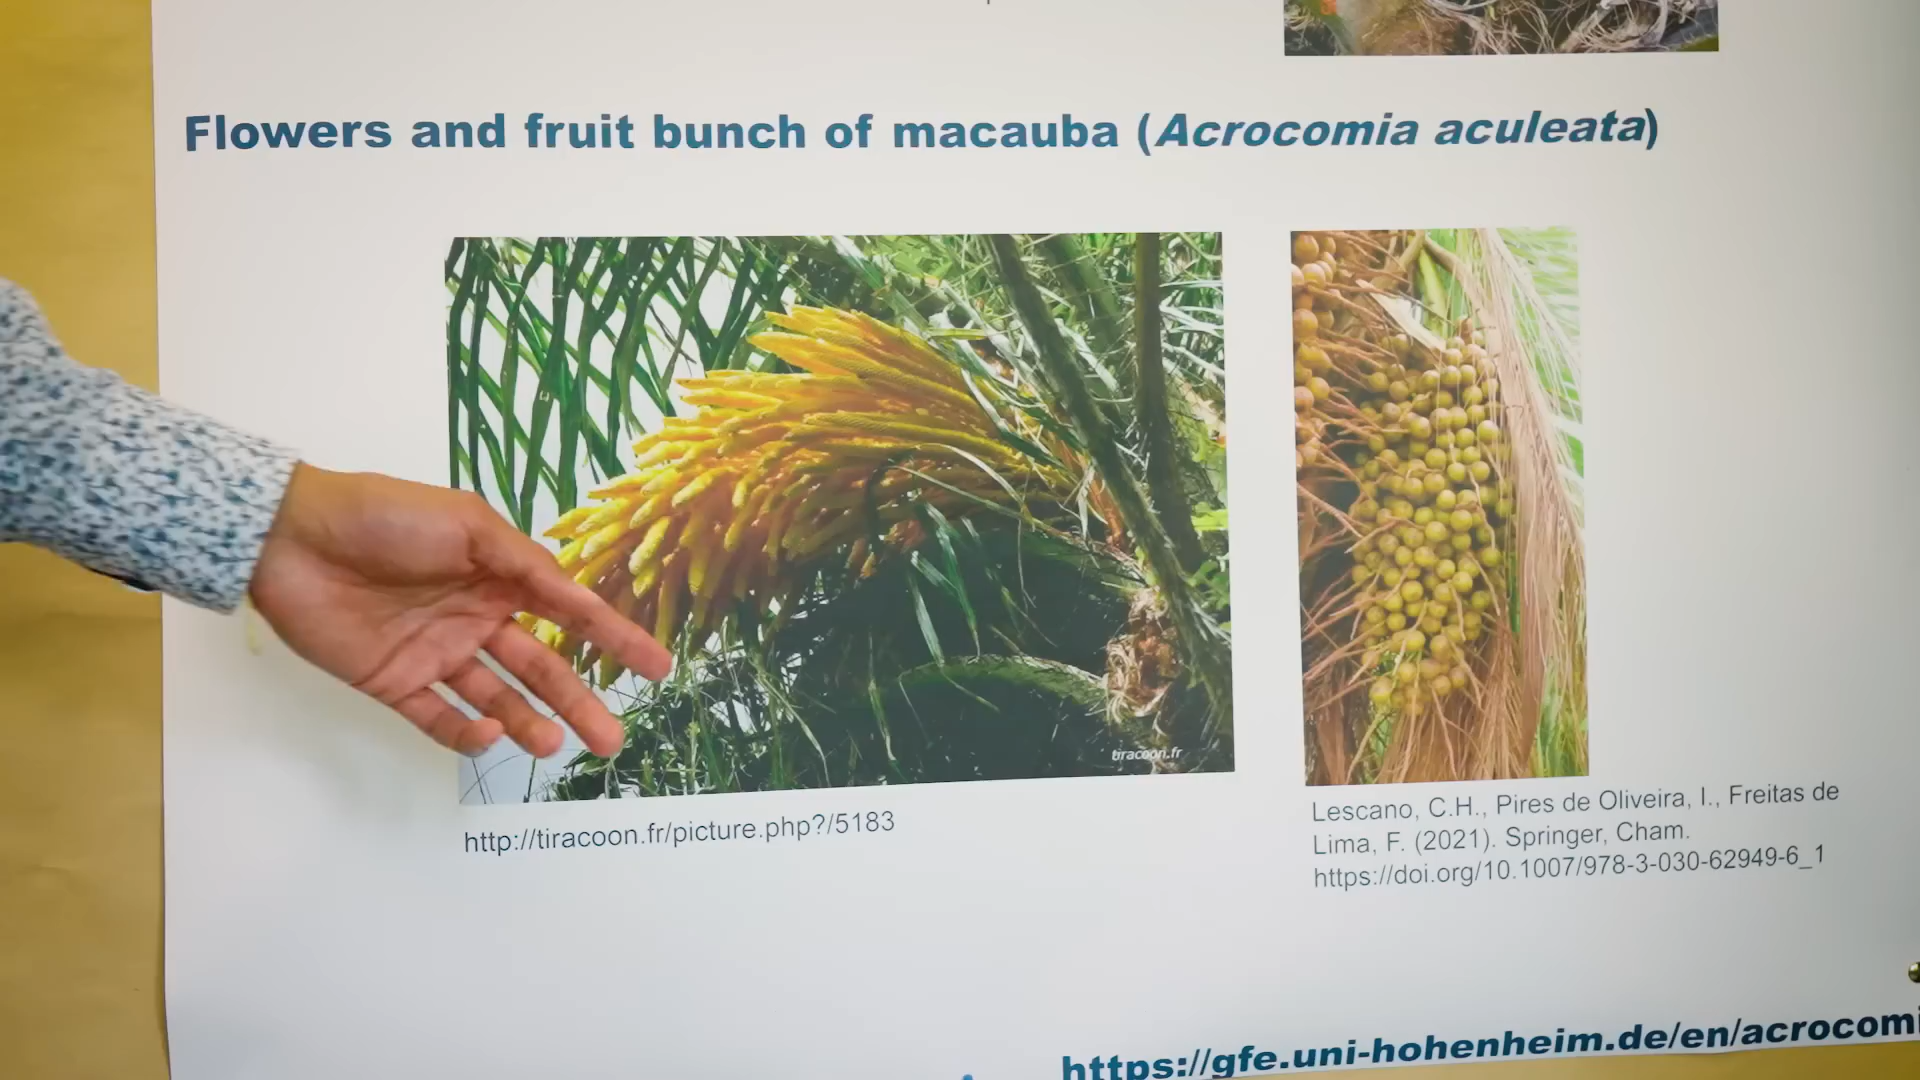 Flowers and fruit bunch of macauba (Acrocomia aculeata)
tiracoon.fr
http://tiracoon.fr/picture.php?/5183
Lescano, C.H., Pires de Oliveira, I., Freitas de
Lima, F. (2021). Springer, Cham.
https://doi.org/10.1007/978-3-030-62949-6_1
https://gfe.uni-hohenheim.de/en/acrocomi